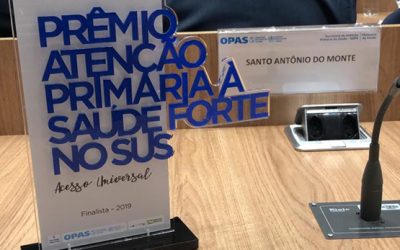 PRÊMIO
ATENÇÃO
PRIMÁRIA À
SAÚDE FORTE
NO SUS
Acesso Universal
Finalista - 2019
OPAS
OPAS
SANTO ANTÔNIO DO MONTE